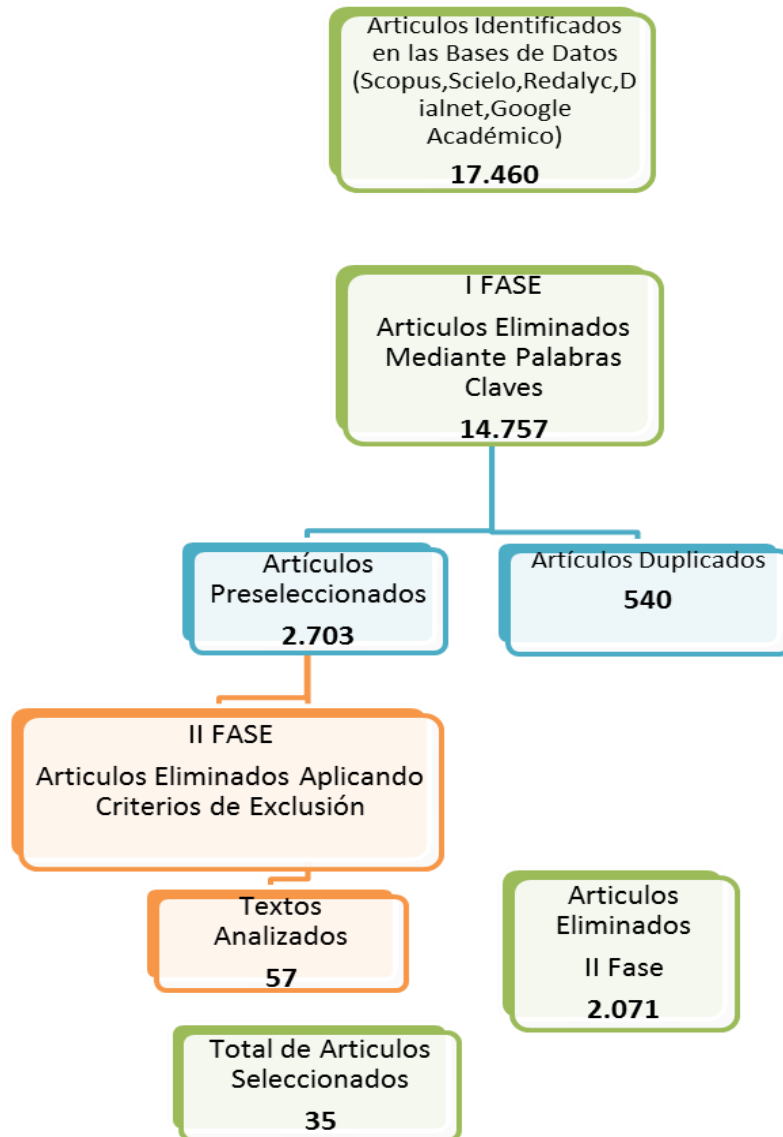 Articulos Identificados
en las Bases de Datos
(Scopus,Scielo,Redalyc,D
ialnet,Google
Académico)
17.460
I FASE
Articulos Eliminados
Mediante Palabras
Claves
14.757
Artículos
Preseleccionados
2.703
Artículos Duplicados
540
II FASE
Articulos Eliminados Aplicando
Criterios de Exclusión
Textos
Analizados
57
Articulos
Eliminados
II Fase
2.071
Total de Articulos
Seleccionados
35